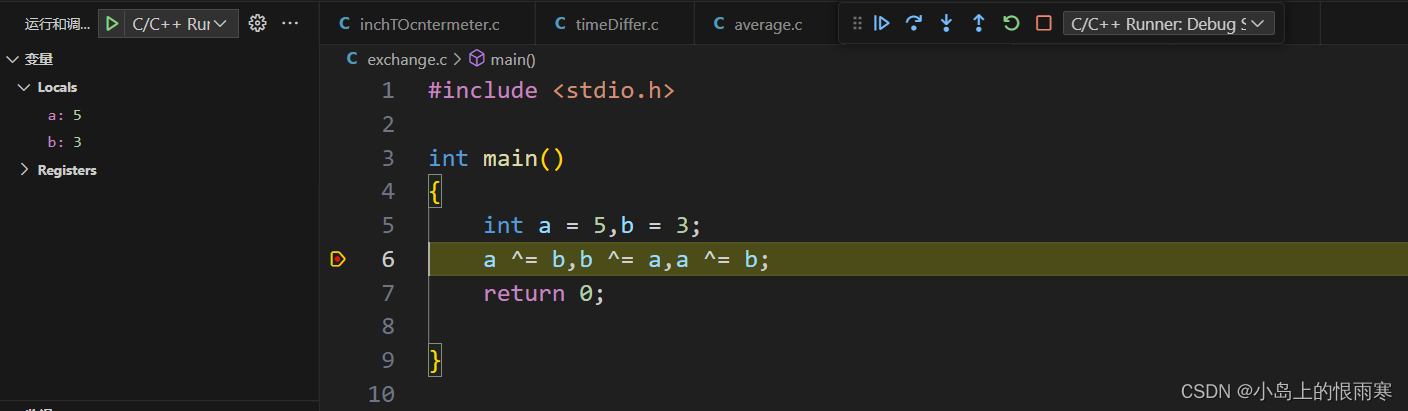 运行和调... C/C++ Rur ...
inchTOcntermeter.c timeDiffer.c average.c C/C++ Runner: Debug S
变量
Locals
a: 5
b: 3
Registers
C exchange.c > main()
1 #include <stdio.h>
2
3 int main()
4 {
5 int a = 5,b = 3;
6 a ^= b,b ^= a,a ^= b;
7 return 0;
8
9 }
10
CSDN @小岛上的恨雨寒